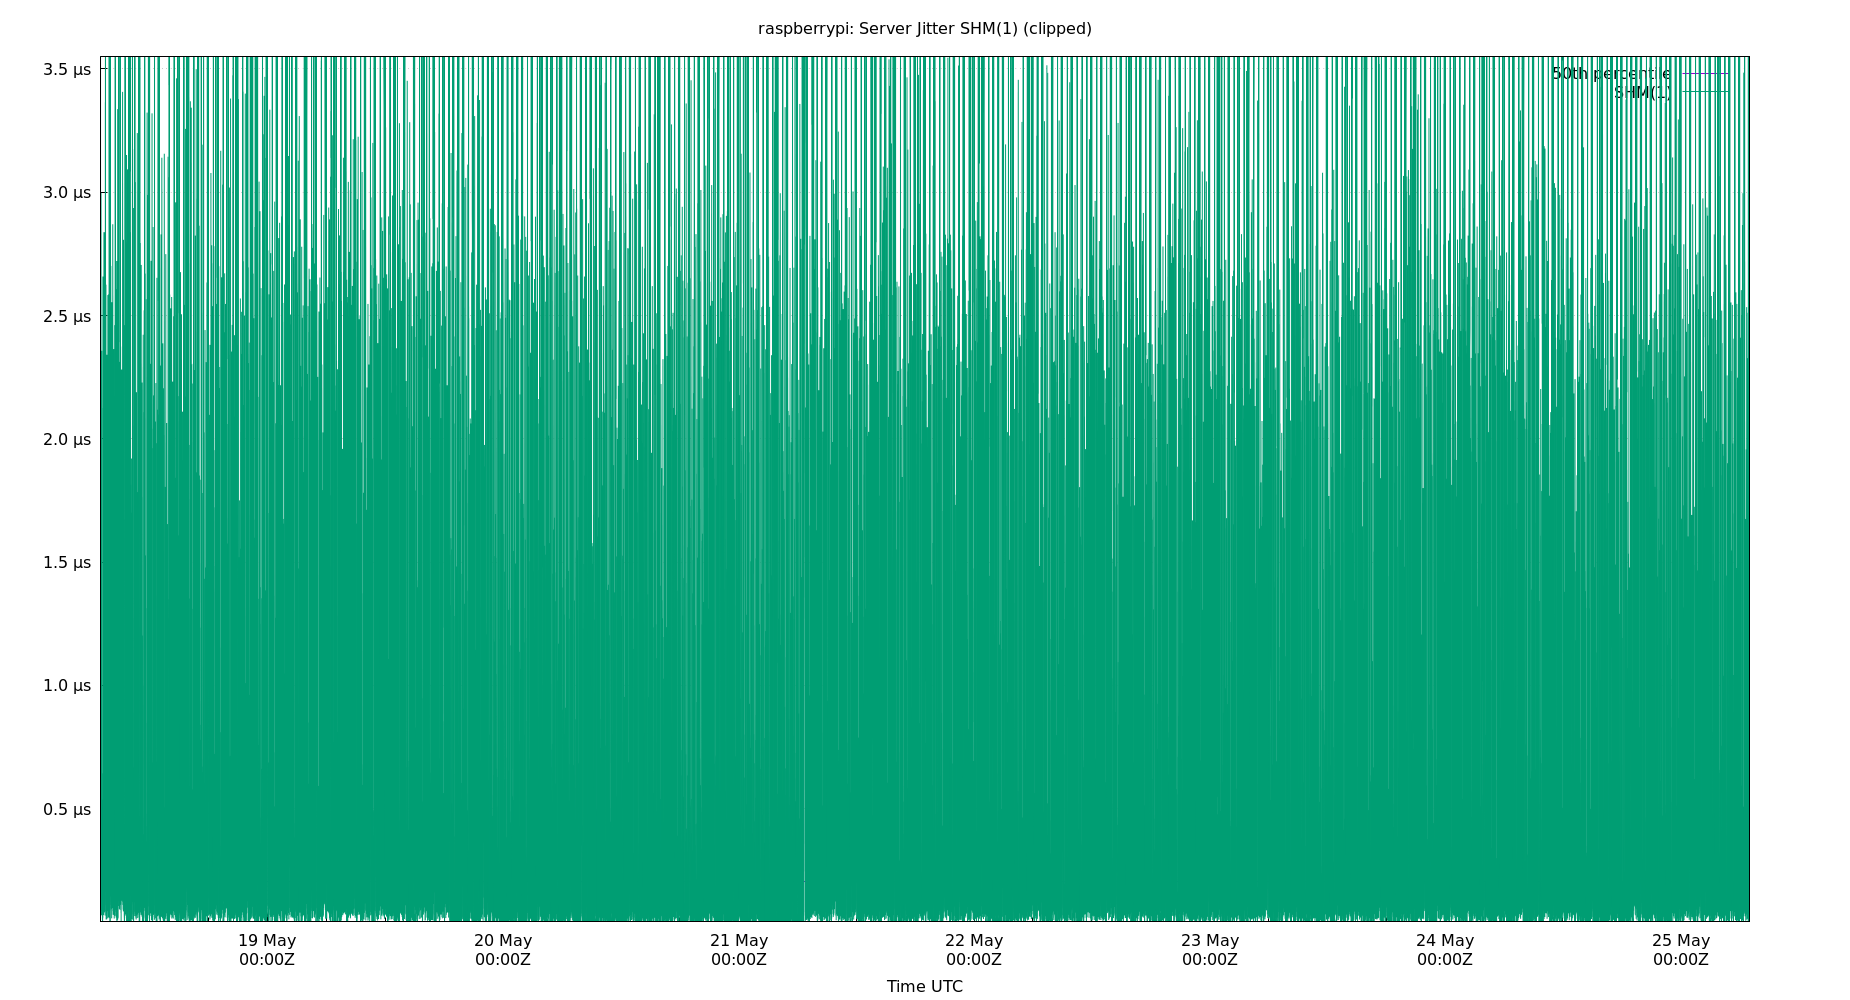 raspberrypi: Server Jitter SHM(1) (clipped)
3.5 µs
50th percentile
SHM(1)
3.0 µs
2.5 µs
2.0 µs
1.5 µs
1.0 µs
0.5 µs
19 May 20 May 21 May 22 May 23 May 24 May 25 May
00:00Z 00:00Z 00:00Z 00:00Z 00:00Z 00:00Z 00:00Z
Time UTC